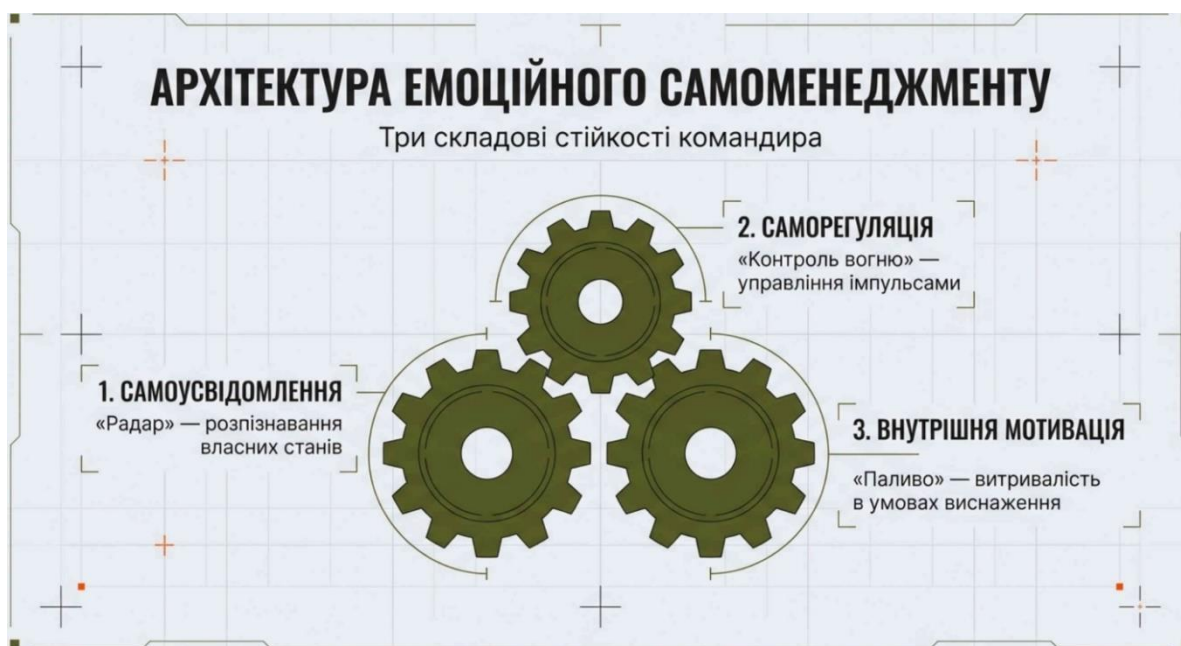 АРХІТЕКТУРА ЕМОЦІЙНОГО САМОМЕНЕДЖМЕНТУ
Три складові стійкості командира
1. САМОУСВІДОМЛЕННЯ
«Радар» — розпізнавання
власних станів
2. САМОРЕГУЛЯЦІЯ
«Контроль вогню» —
управління імпульсами
3. ВНУТРІШНЯ МОТИВАЦІЯ
«Паливо» — витривалість
в умовах виснаження